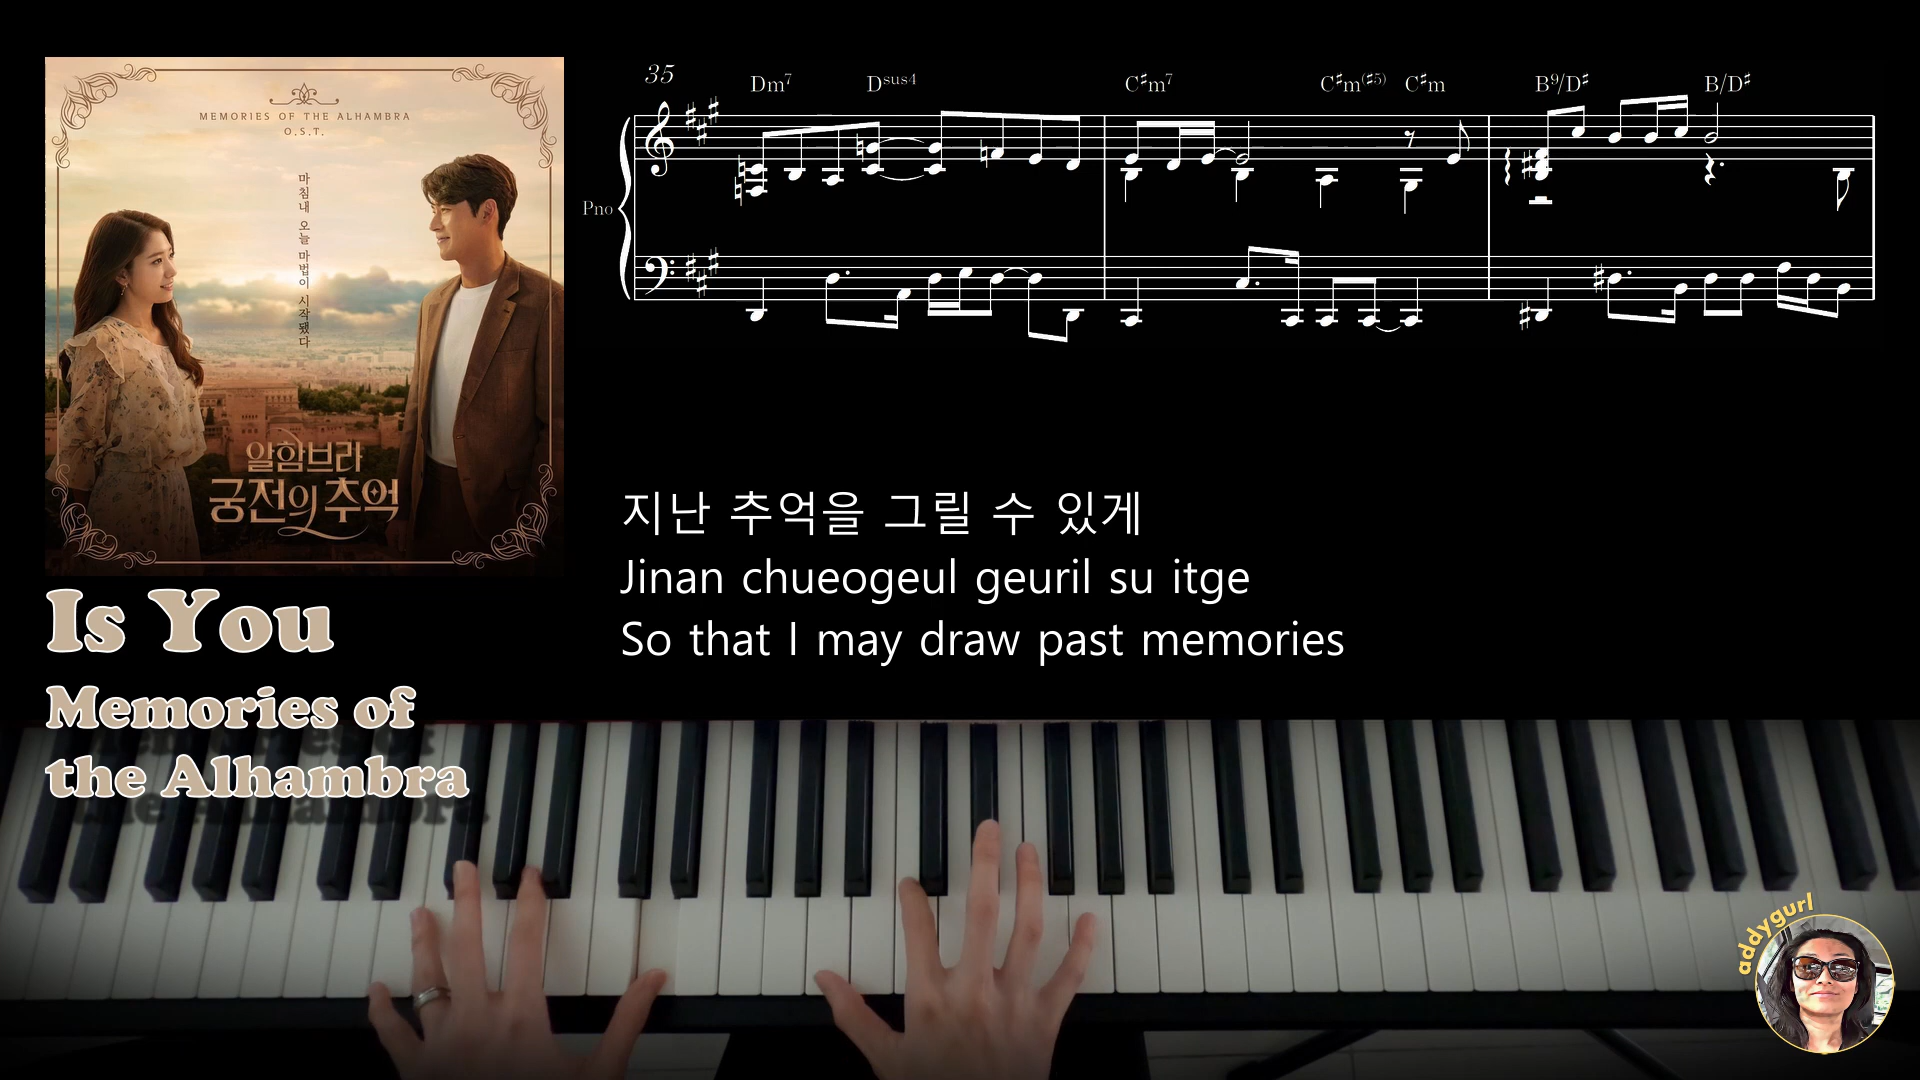 MEMORIES OF THE ALHAMBRA
O.S.T.
마침내 오늘 마법이 시작됐다
알함브라
궁전의 추억
Is You
Memories of
the Alhambra
35
Dm7 Dsus4 C♯m7 C♯m(♯5) C♯m B9/D♯ B/D♯
Pno
지난 추억을 그릴 수 있게
Jinan chueogeul geuril su itge
So that I may draw past memories
addygurl